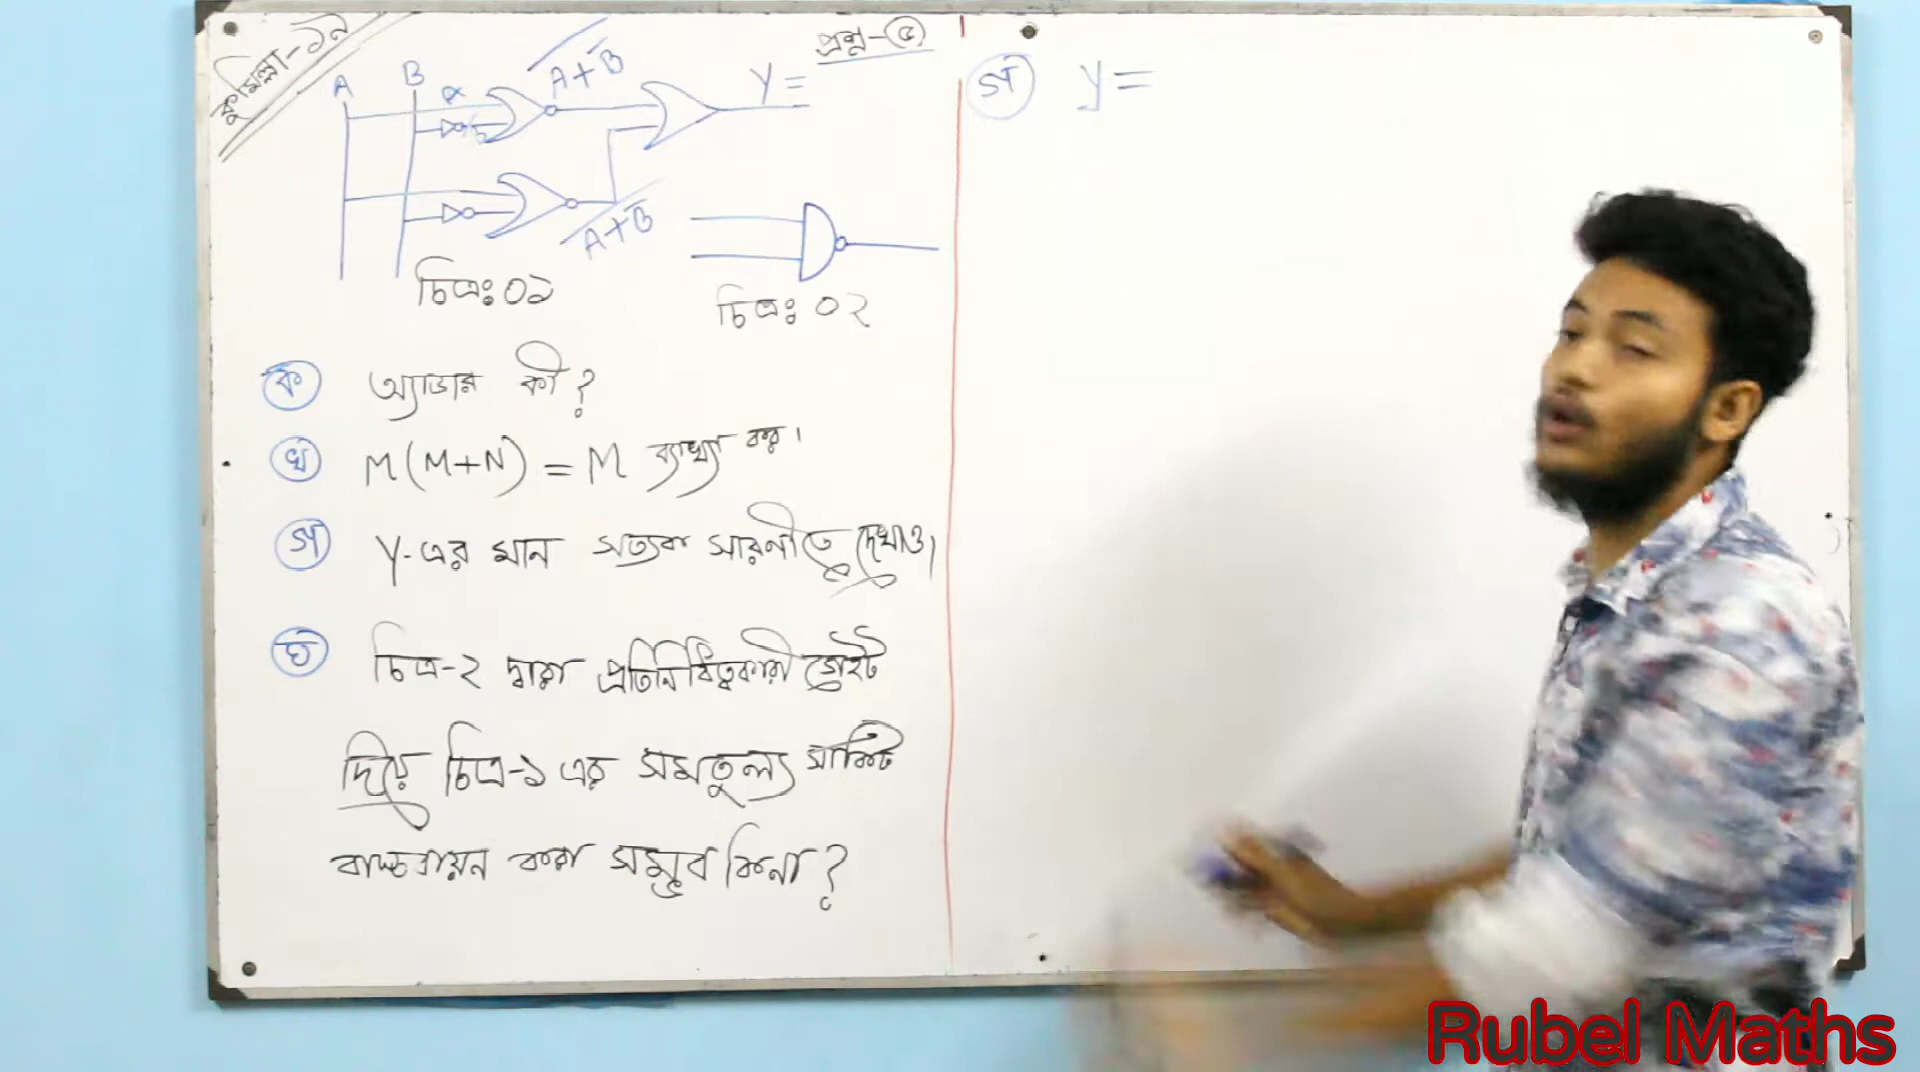 কুমিল্লা-১৯
প্রশ্ন-৫
A B A+B̅ Y=
A+B̅
চিত্রঃ ০১
চিত্রঃ ০২
ক অ্যাডার কী?
খ M(M+N) = M ব্যাখ্যা কর।
গ Y-এর মান সত্যক সারনীতে দেখাও।
ঘ চিত্র-২ দ্বারা প্রতিনিধিত্বকারী গেইট
দিয়ে চিত্র-১ এর সমতুল্য সার্কিট
বাস্তবায়ন করা সম্ভব কিনা?
গ y=
Rubel Maths